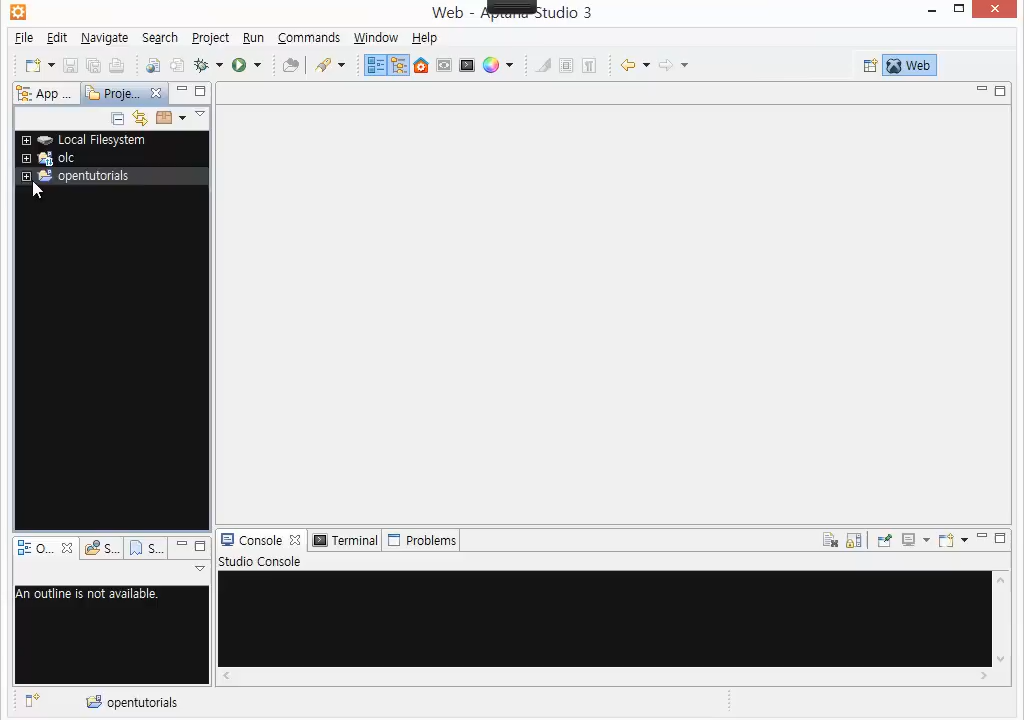 Web - Aptana Studio 3
File Edit Navigate Search Project Run Commands Window Help
Web
App ... Proje...
Local Filesystem
olc
opentutorials
O... S... S...
An outline is not available.
Console Terminal Problems
Studio Console
opentutorials